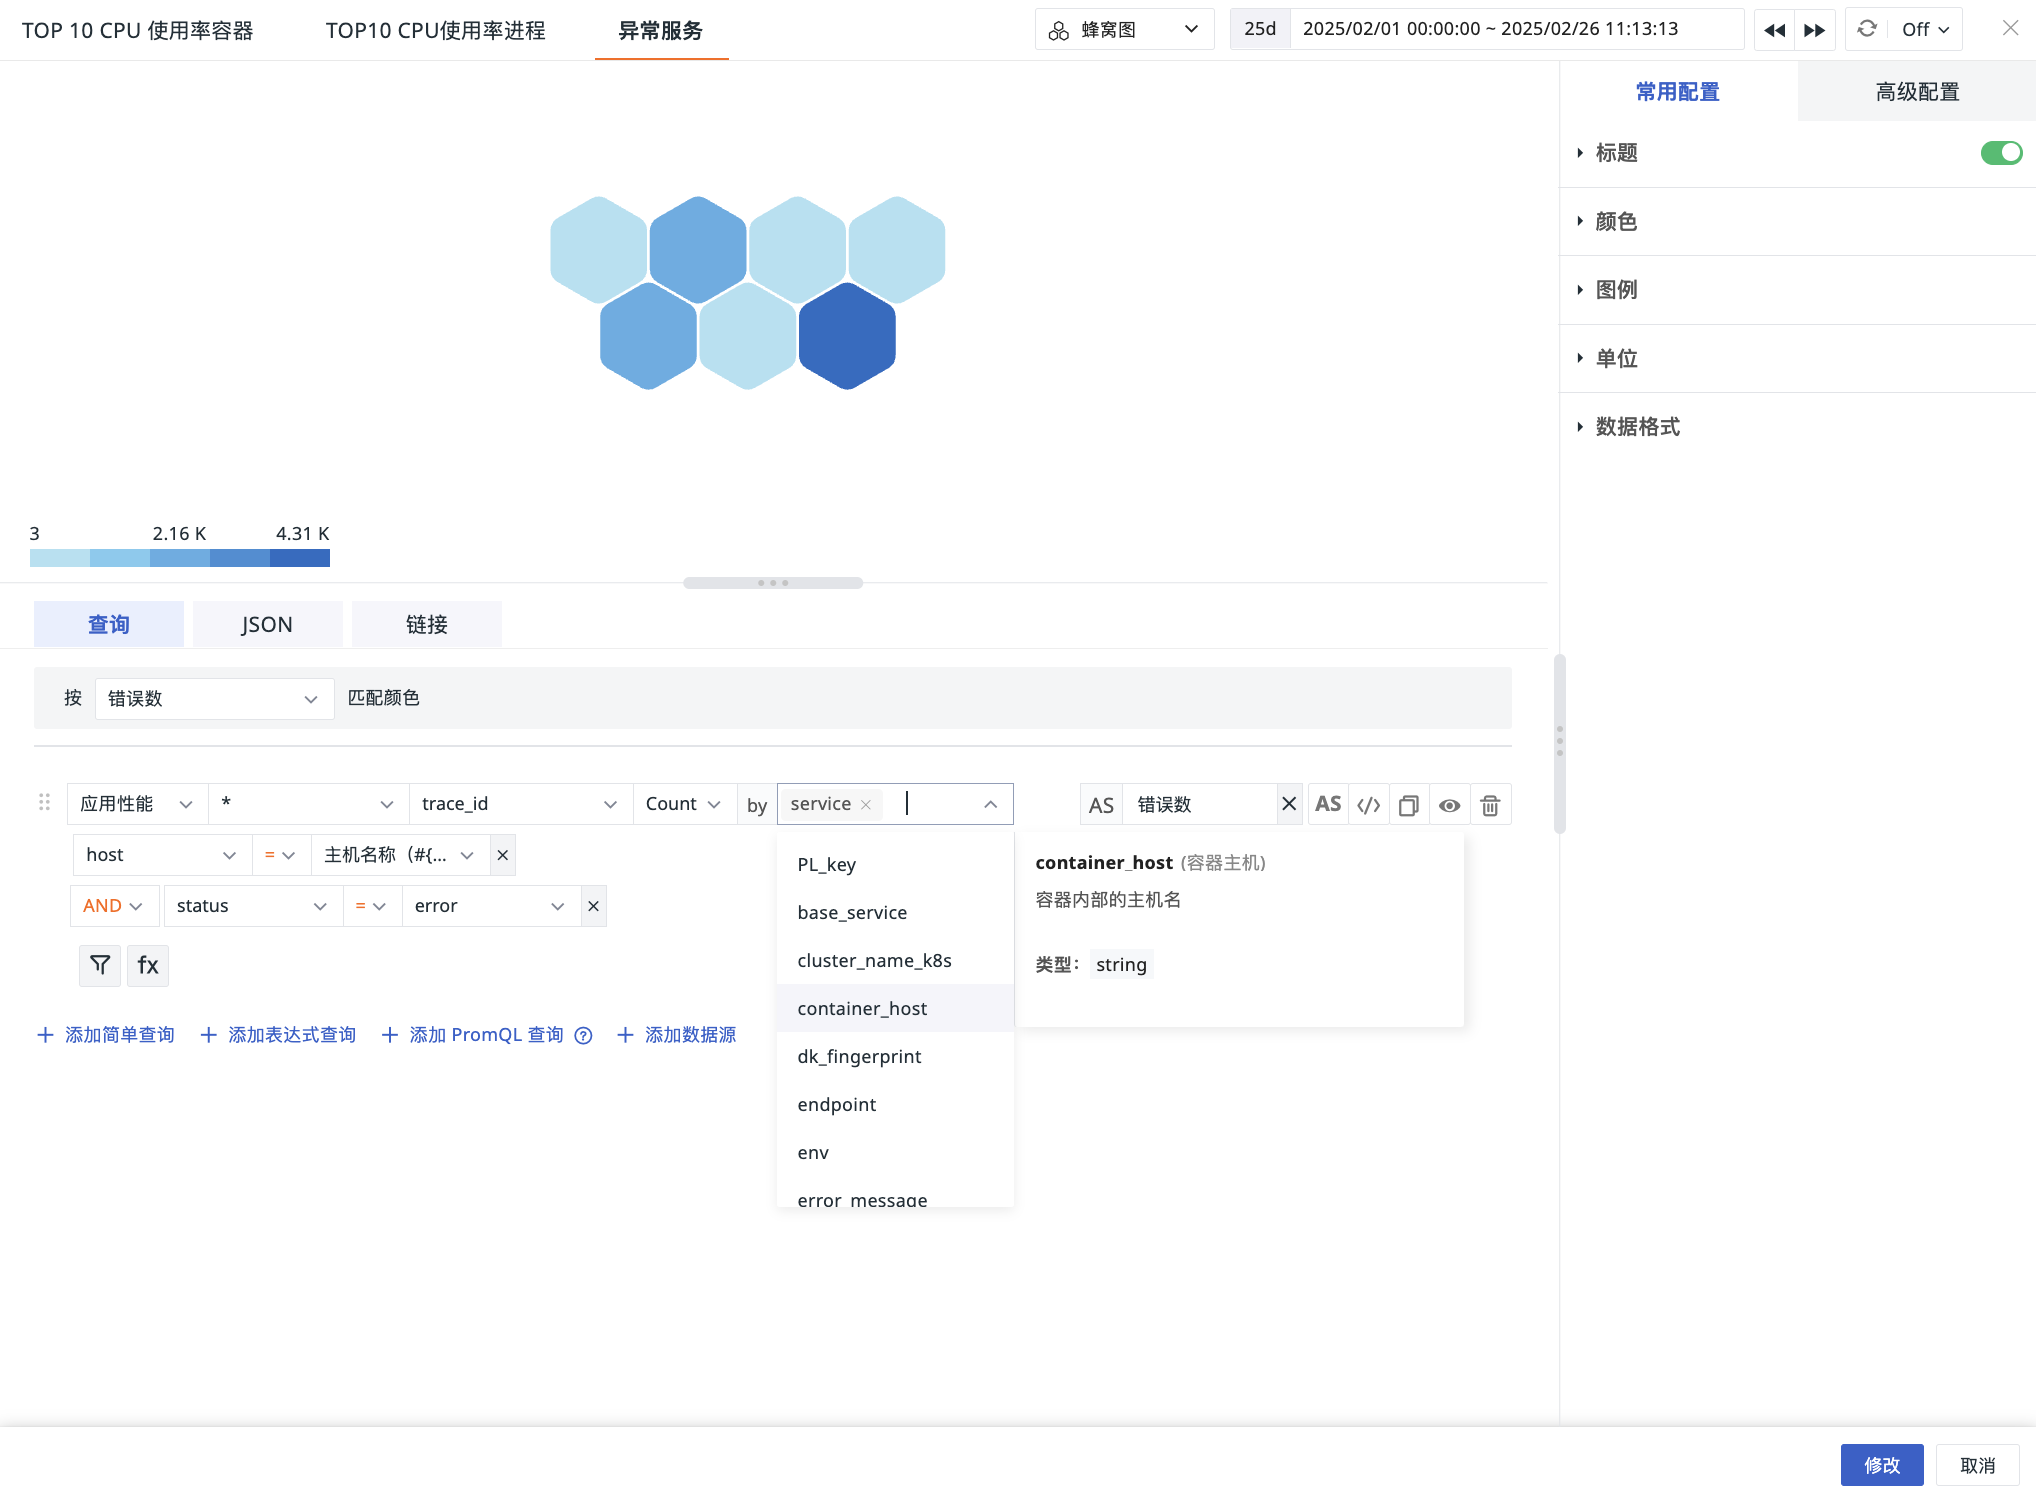 TOP 10 CPU 使用率容器
TOP10 CPU使用率进程
异常服务
蜂窝图
25d
2025/02/01 00:00:00 ~ 2025/02/26 11:13:13
Off
常用配置
高级配置
标题
颜色
图例
单位
数据格式
3
2.16 K
4.31 K
查询
JSON
链接
按
错误数
匹配颜色
应用性能
*
trace_id
Count
by
service
AS
错误数
AS
</>
host
=
主机名称（#{...
AND
status
=
error
fx
添加简单查询
添加表达式查询
添加 PromQL 查询
添加数据源
PL_key
base_service
cluster_name_k8s
container_host
dk_fingerprint
endpoint
env
error_message
container_host (容器主机)
容器内部的主机名
类型： string
修改
取消